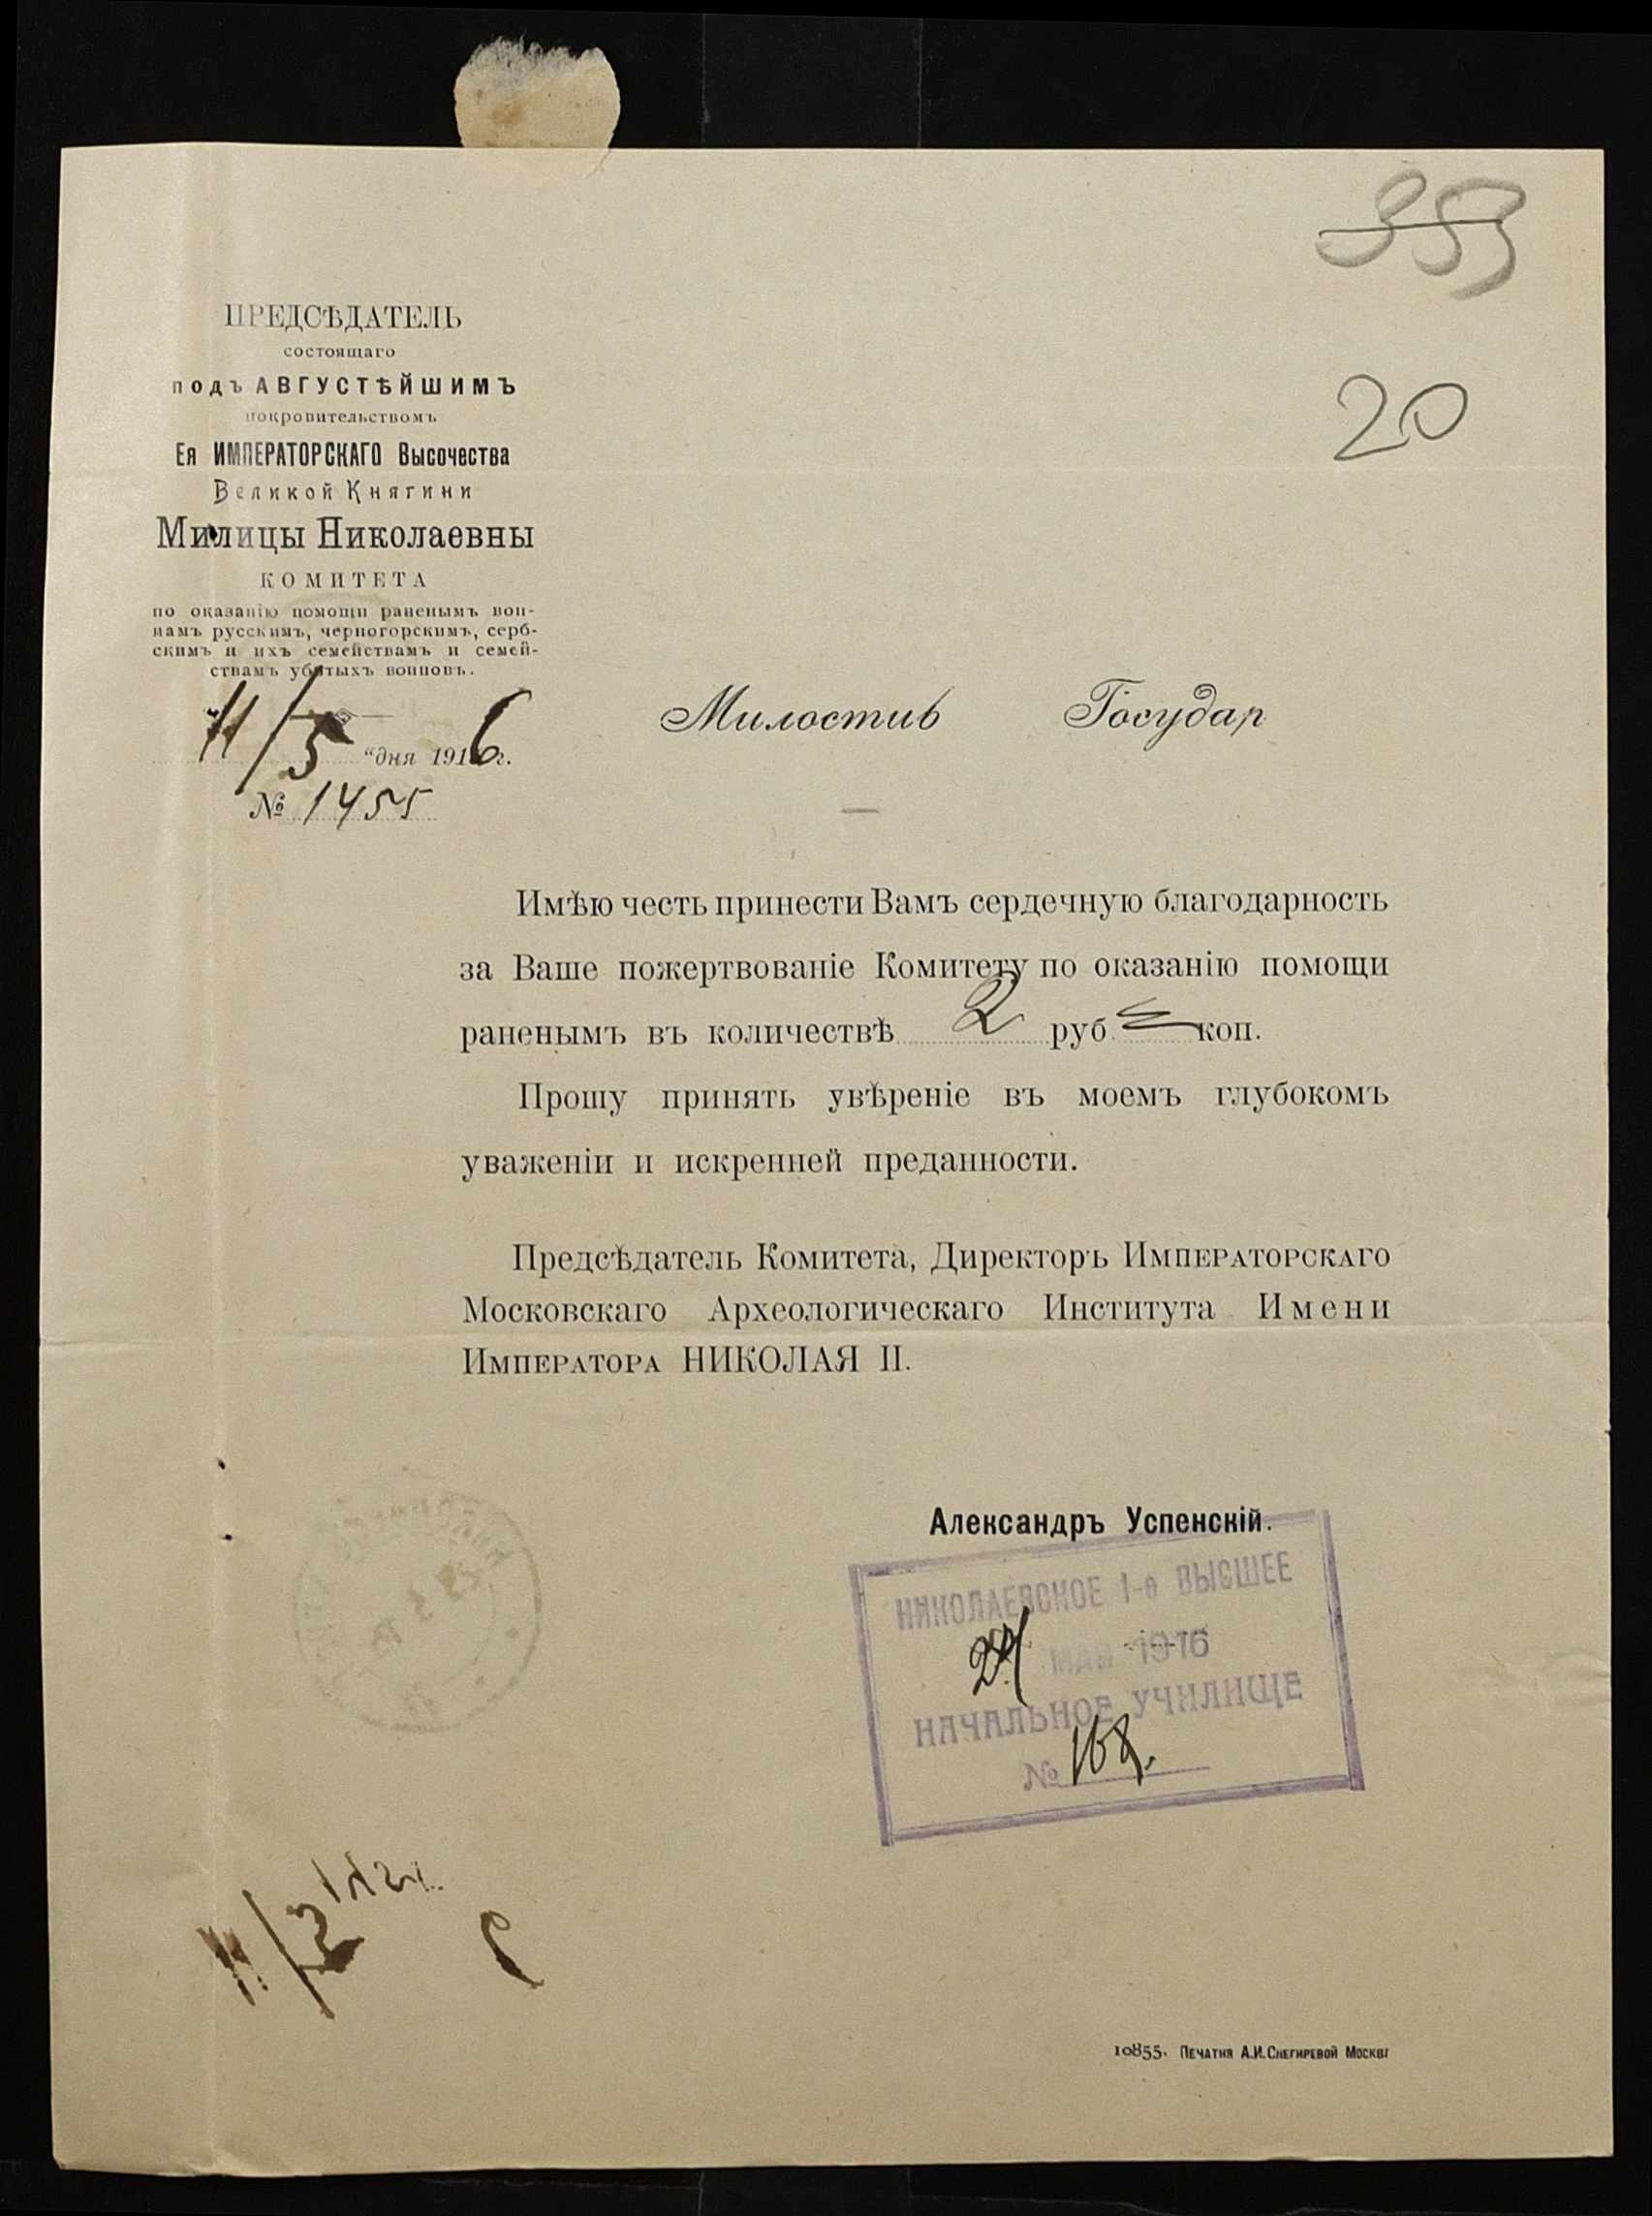 353
20
ПРЕДСѢДАТЕЛЬ
состоящаго
подъ АВГУСТѢЙШИМЪ
покровительствомъ
Ея ИМПЕРАТОРСКАГО Высочества
Великой Княгини
Милицы Николаевны
КОМИТЕТА
по оказанію помощи раненымъ вои-
намъ русскимъ, черногорскимъ, серб-
скимъ и ихъ семействамъ и семей-
ствамъ убитыхъ воиновъ.
11/5 "дня 1916 г.
№ 1455
Милостив Государ
Имѣю честь принести Вамъ сердечную благодарность
за Ваше пожертвованіе Комитету по оказанію помощи
раненымъ въ количествѣ 2 руб. коп.
Прошу принять увѣреніе въ моемъ глубокомъ
уваженіи и искренней преданности.
Предсѣдатель Комитета, Директоръ Императорскаго
Московскаго Археологическаго Института Имени
Императора НИКОЛАЯ II.
Александръ Успенскій.
НИКОЛАЕВСКОЕ 1-е ВЫСШЕЕ
МАЯ 1916
НАЧАЛЬНОЕ УЧИЛИЩЕ
№ 168.
10855. Печатня А.И. Снегиревой Москва